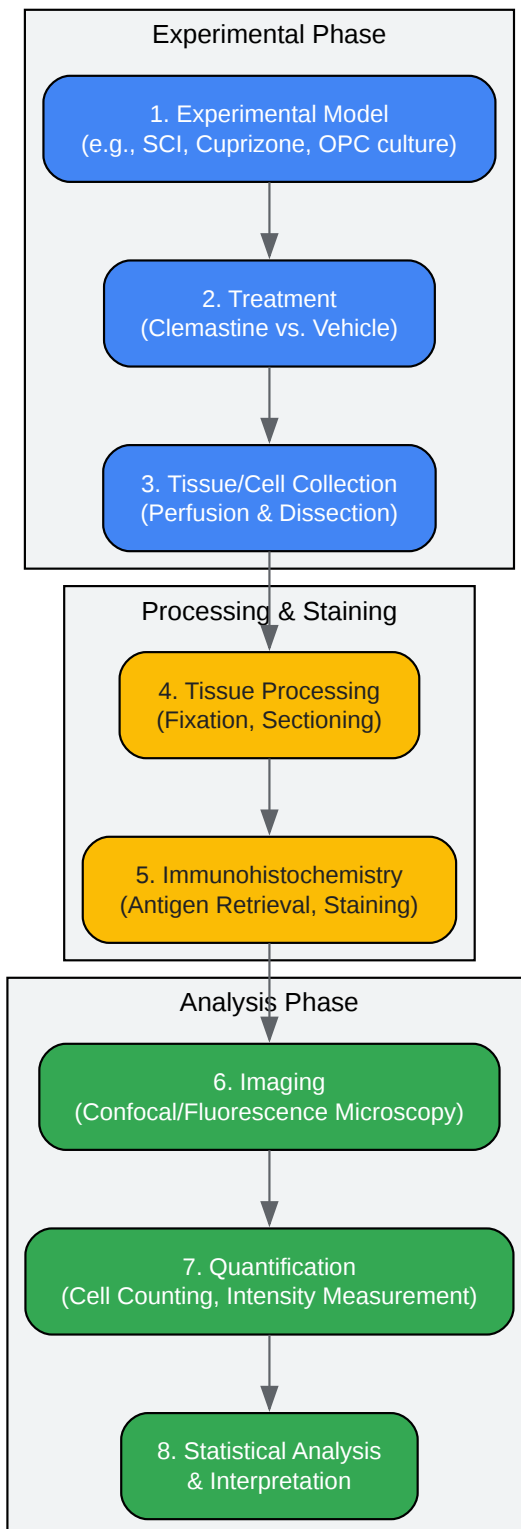 Experimental Phase
1. Experimental Model
(e.g., SCI, Cuprizone, OPC culture)
2. Treatment
(Clemastine vs. Vehicle)
3. Tissue/Cell Collection
(Perfusion & Dissection)
Processing & Staining
4. Tissue Processing
(Fixation, Sectioning)
5. Immunohistochemistry
(Antigen Retrieval, Staining)
Analysis Phase
6. Imaging
(Confocal/Fluorescence Microscopy)
7. Quantification
(Cell Counting, Intensity Measurement)
8. Statistical Analysis
& Interpretation